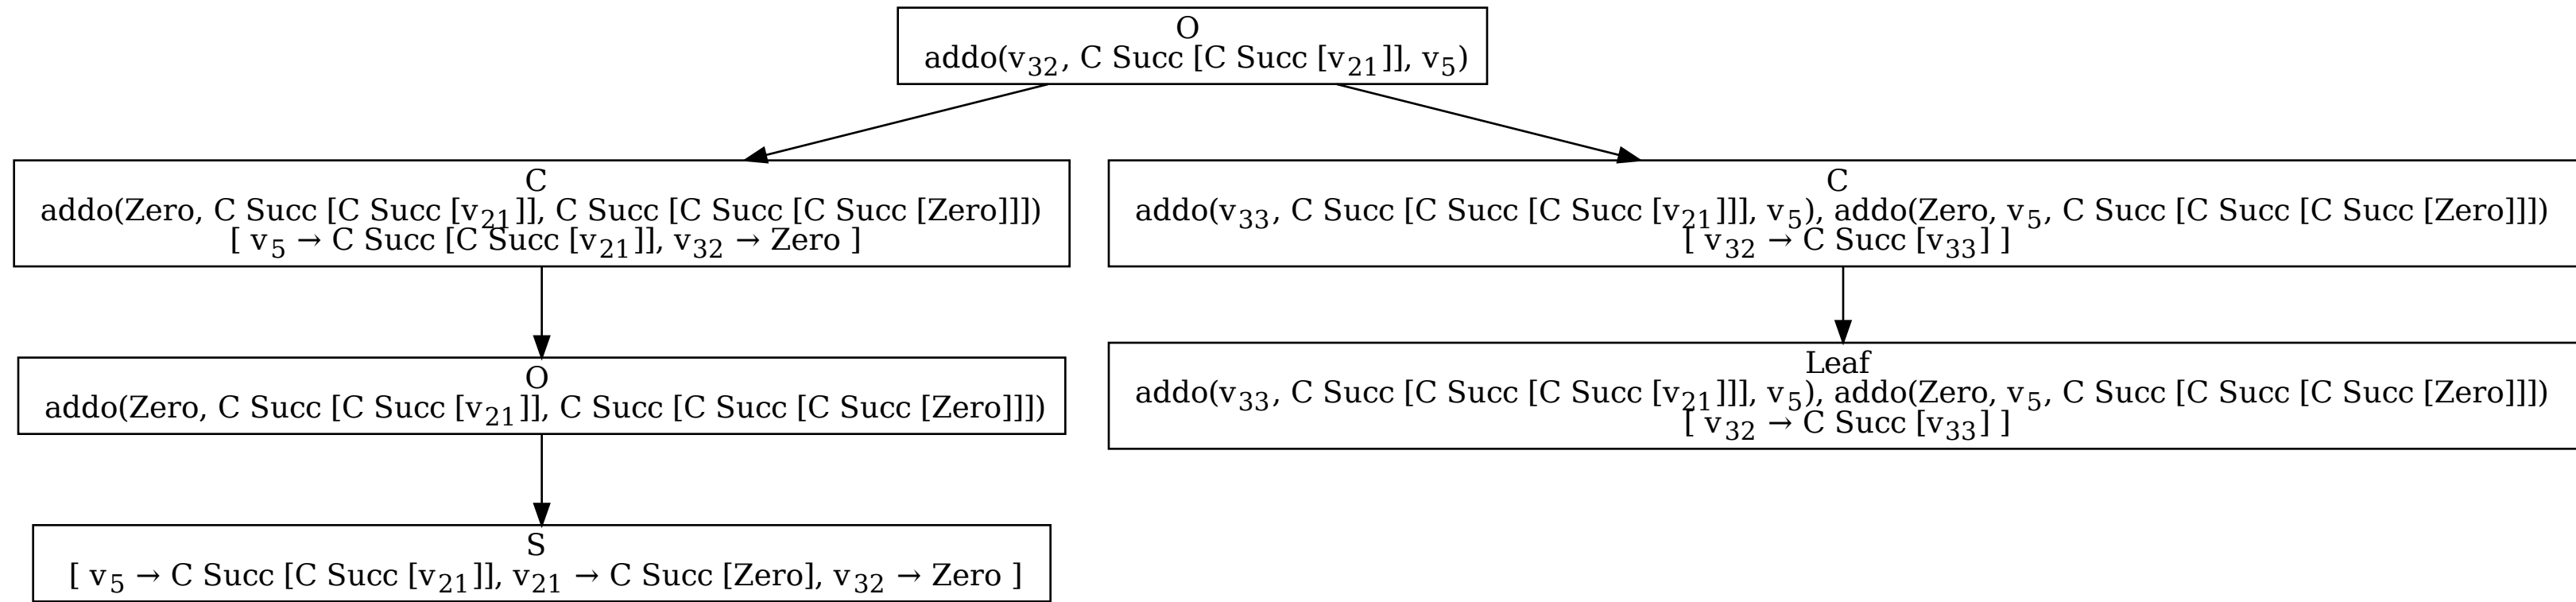 O
addo(v32, C Succ [C Succ [v21]], v5)
C
addo(Zero, C Succ [C Succ [v21]], C Succ [C Succ [C Succ [Zero]]])
[ v5 → C Succ [C Succ [v21]], v32 → Zero ]
C
addo(v33, C Succ [C Succ [C Succ [v21]]], v5), addo(Zero, v5, C Succ [C Succ [C Succ [Zero]]])
[ v32 → C Succ [v33] ]
O
addo(Zero, C Succ [C Succ [v21]], C Succ [C Succ [C Succ [Zero]]])
Leaf
addo(v33, C Succ [C Succ [C Succ [v21]]], v5), addo(Zero, v5, C Succ [C Succ [C Succ [Zero]]])
[ v32 → C Succ [v33] ]
S
[ v5 → C Succ [C Succ [v21]], v21 → C Succ [Zero], v32 → Zero ]